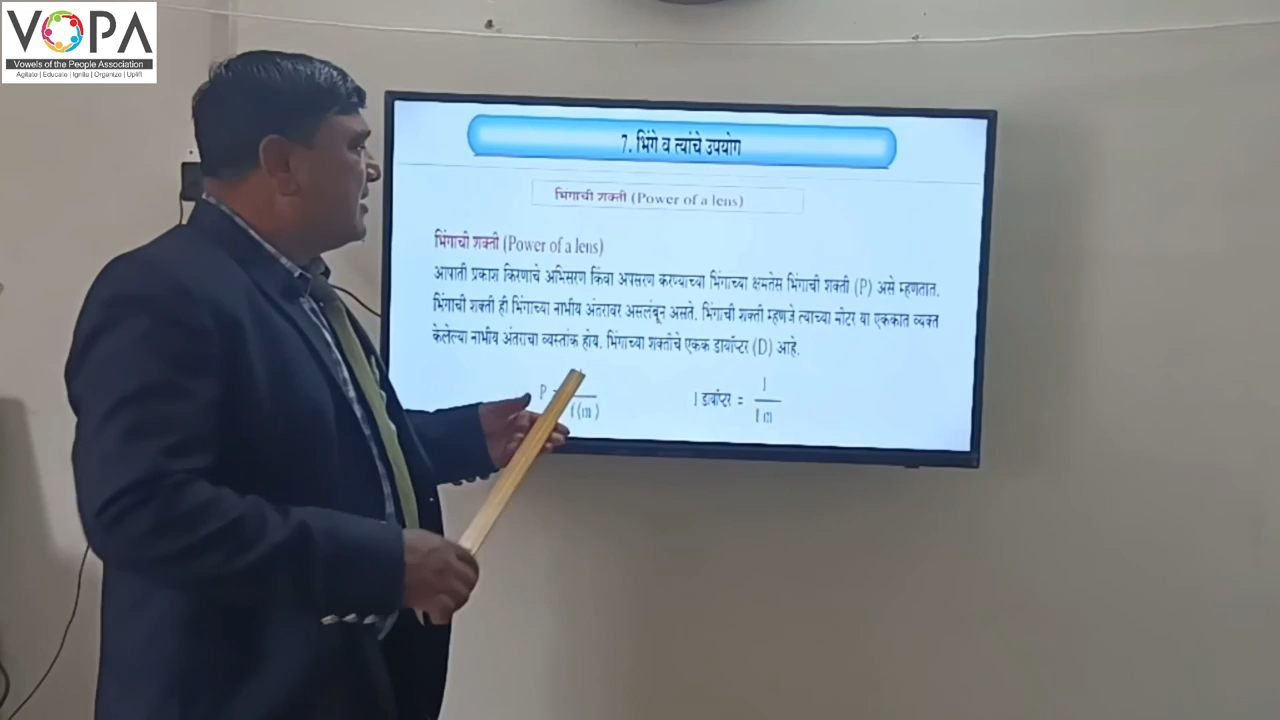 VOPA
Vowels of the People Association
Agitate | Educate | Ignite | Organize | Uplift
7. भिंगे व त्यांचे उपयोग
भिंगाची शक्ती (Power of a lens)
भिंगाची शक्ती (Power of a lens)
आपाती प्रकाश किरणाचे अभिसरण किंवा अपसरण करण्याच्या भिंगाच्या क्षमतेस भिंगाची शक्ती (P) असे म्हणतात.
भिंगाची शक्ती ही भिंगाच्या नाभीय अंतरावर असलंबून असते. भिंगाची शक्ती म्हणजे त्याच्या मीटर या एककात व्यक्त
केलेल्या नाभीय अंतराचा व्यस्तांक होय. भिंगाच्या शक्तीचे एकक डायॉप्टर (D) आहे.
P
f (m)
1 डायॉप्टर = 1
1 m